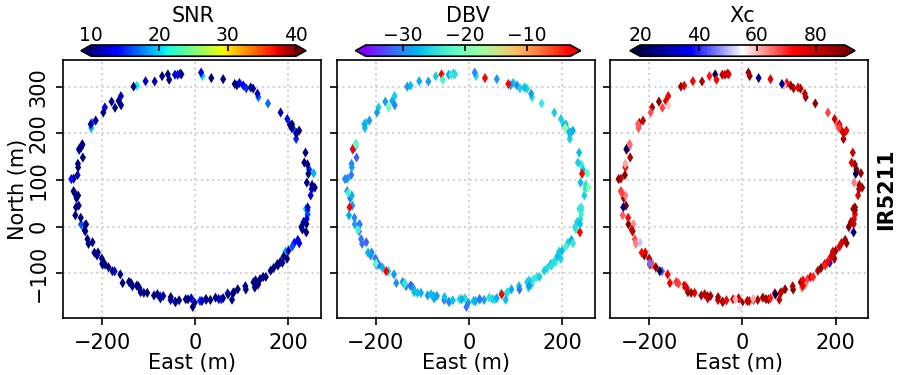 SNR DBV Xc
10 20 30 40 −30 −20 −10 20 40 60 80
North (m)
300
200
100
0
−100
IR5211
−200 0 200 −200 0 200 −200 0 200
East (m) East (m) East (m)